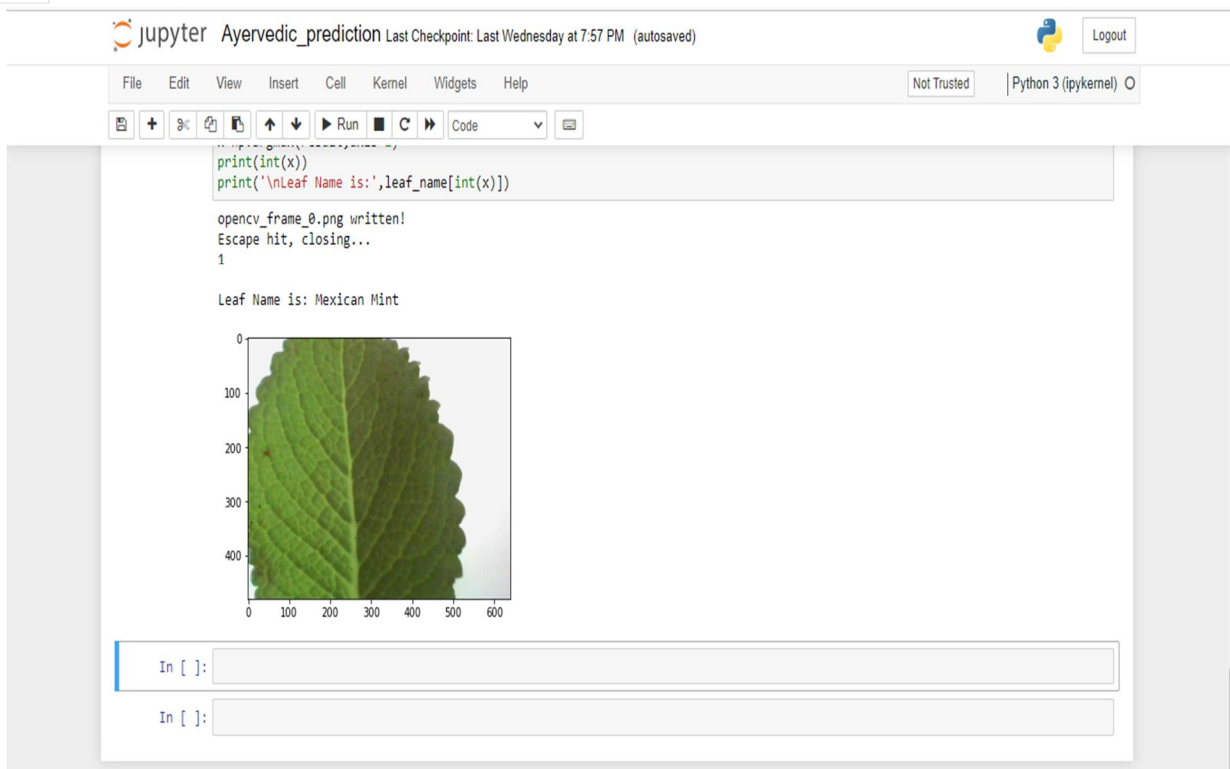 jupyter Ayervedic_prediction Last Checkpoint: Last Wednesday at 7:57 PM (autosaved)
Logout
File Edit View Insert Cell Kernel Widgets Help
Not Trusted
Python 3 (ipykernel)
Run
Code
print(int(x))
print('\nLeaf Name is:',leaf_name[int(x)])
opencv_frame_0.png written!
Escape hit, closing...
1
Leaf Name is: Mexican Mint
0
100
200
300
400
0 100 200 300 400 500 600
In [ ]:
In [ ]: